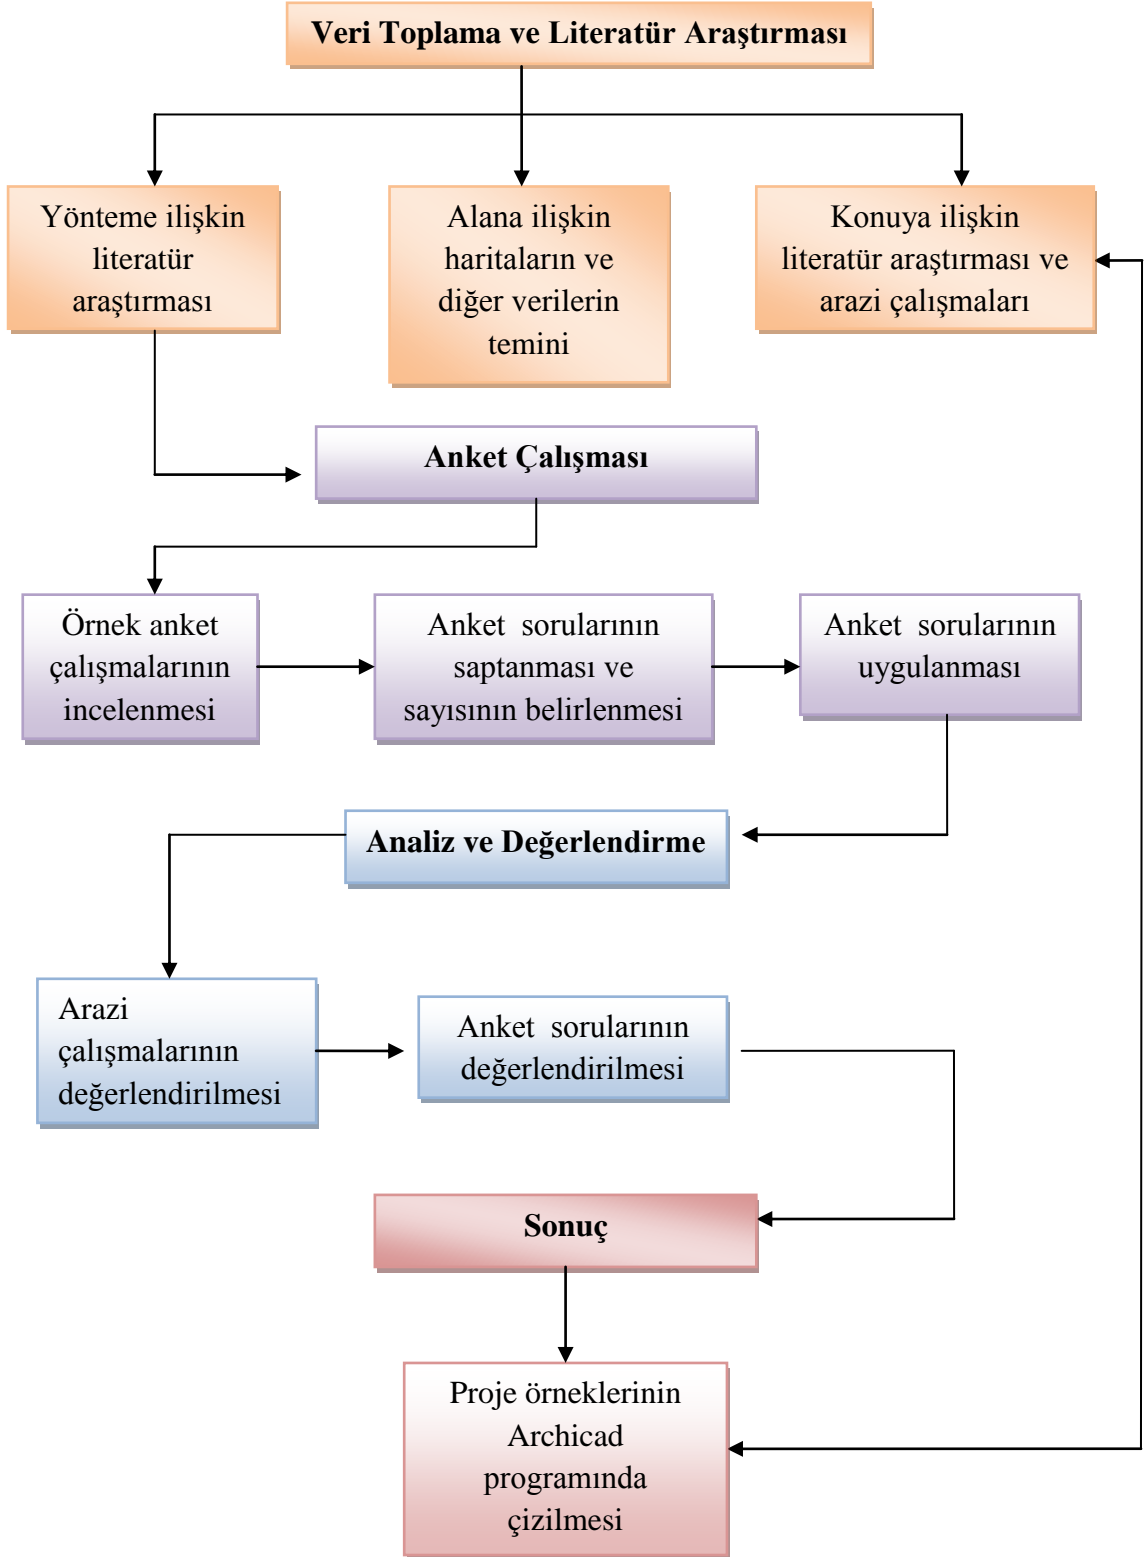 Veri Toplama ve Literatür Araştırması
Yönteme ilişkin
literatür
araştırması
Alana ilişkin
haritaların ve
diğer verilerin
temini
Konuya ilişkin
literatür araştırması ve
arazi çalışmaları
Anket Çalışması
Örnek anket
çalışmalarının
incelenmesi
Anket sorularının
saptanması ve
sayısının belirlenmesi
Anket sorularının
uygulanması
Analiz ve Değerlendirme
Arazi
çalışmalarının
değerlendirilmesi
Anket sorularının
değerlendirilmesi
Sonuç
Proje örneklerinin
Archicad
programında
çizilmesi